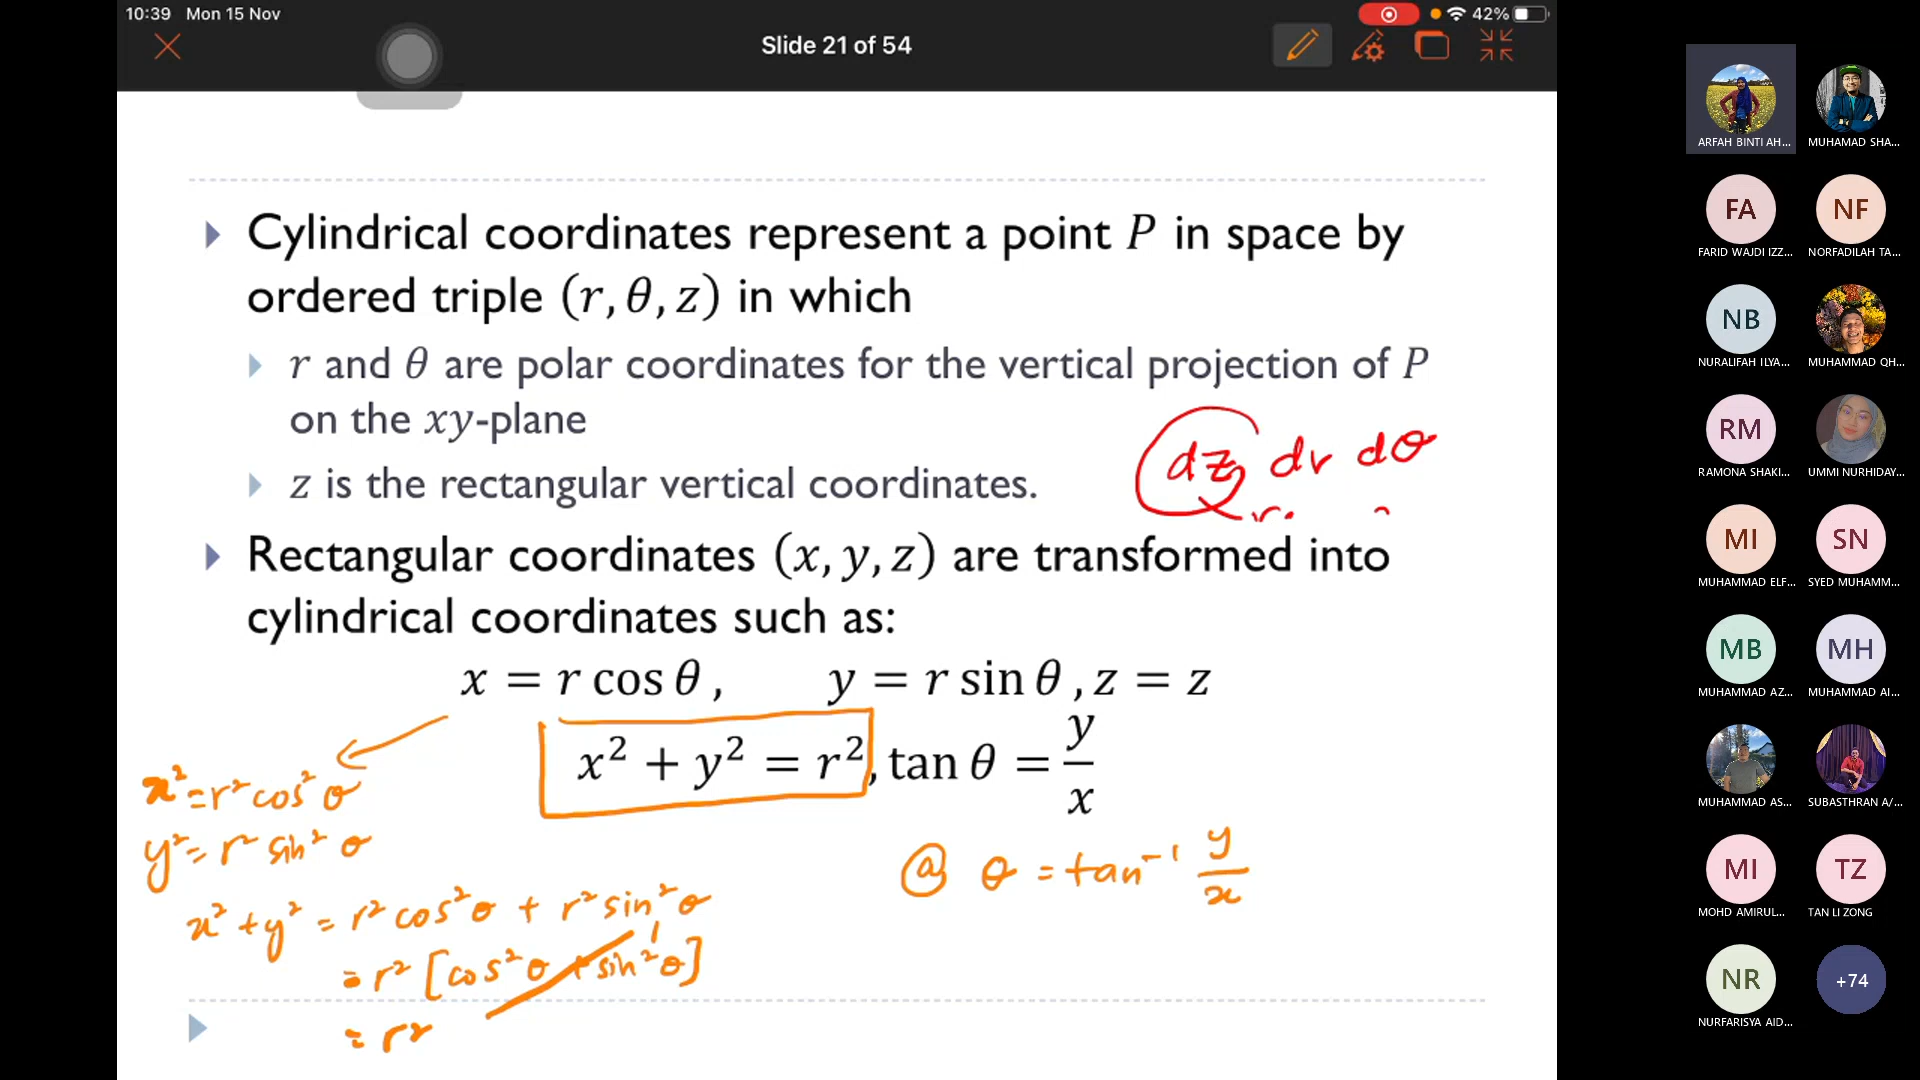 10:39 Mon 15 Nov
42%
Slide 21 of 54
Cylindrical coordinates represent a point P in space by
ordered triple (r, θ, z) in which
r and θ are polar coordinates for the vertical projection of P
on the xy-plane
z is the rectangular vertical coordinates.
dz dr dθ
r.
Rectangular coordinates (x, y, z) are transformed into
cylindrical coordinates such as:
x = r cos θ , y = r sin θ , z = z
x² + y² = r², tan θ = y/x
x² = r² cos² θ
y² = r² sin² θ
@ θ = tan⁻¹ y/x
x² + y² = r² cos² θ + r² sin² θ
= r² [cos² θ + sin² θ] 1
= r²
ARFAH BINTI AH...
MUHAMAD SHA...
FA
FARID WAJDI IZZ...
NF
NORFADILAH TA...
NB
NURALIFAH ILYA...
MUHAMMAD QH...
RM
RAMONA SHAKI...
UMMI NURHIDAY...
MI
MUHAMMAD ELF...
SN
SYED MUHAMM...
MB
MUHAMMAD AZ...
MH
MUHAMMAD AI...
MUHAMMAD AS...
SUBASTHRAN A/...
MI
MOHD AMIRUL...
TZ
TAN LI ZONG
NR
NURFARISYA AID...
+74